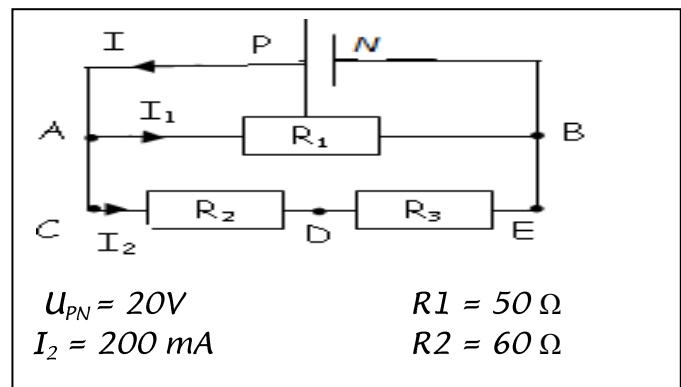 I P N
I₁
A R₁ B
R₂ R₃
C I₂ D E
U_PN = 20V R1 = 50 Ω
I₂ = 200 mA R2 = 60 Ω